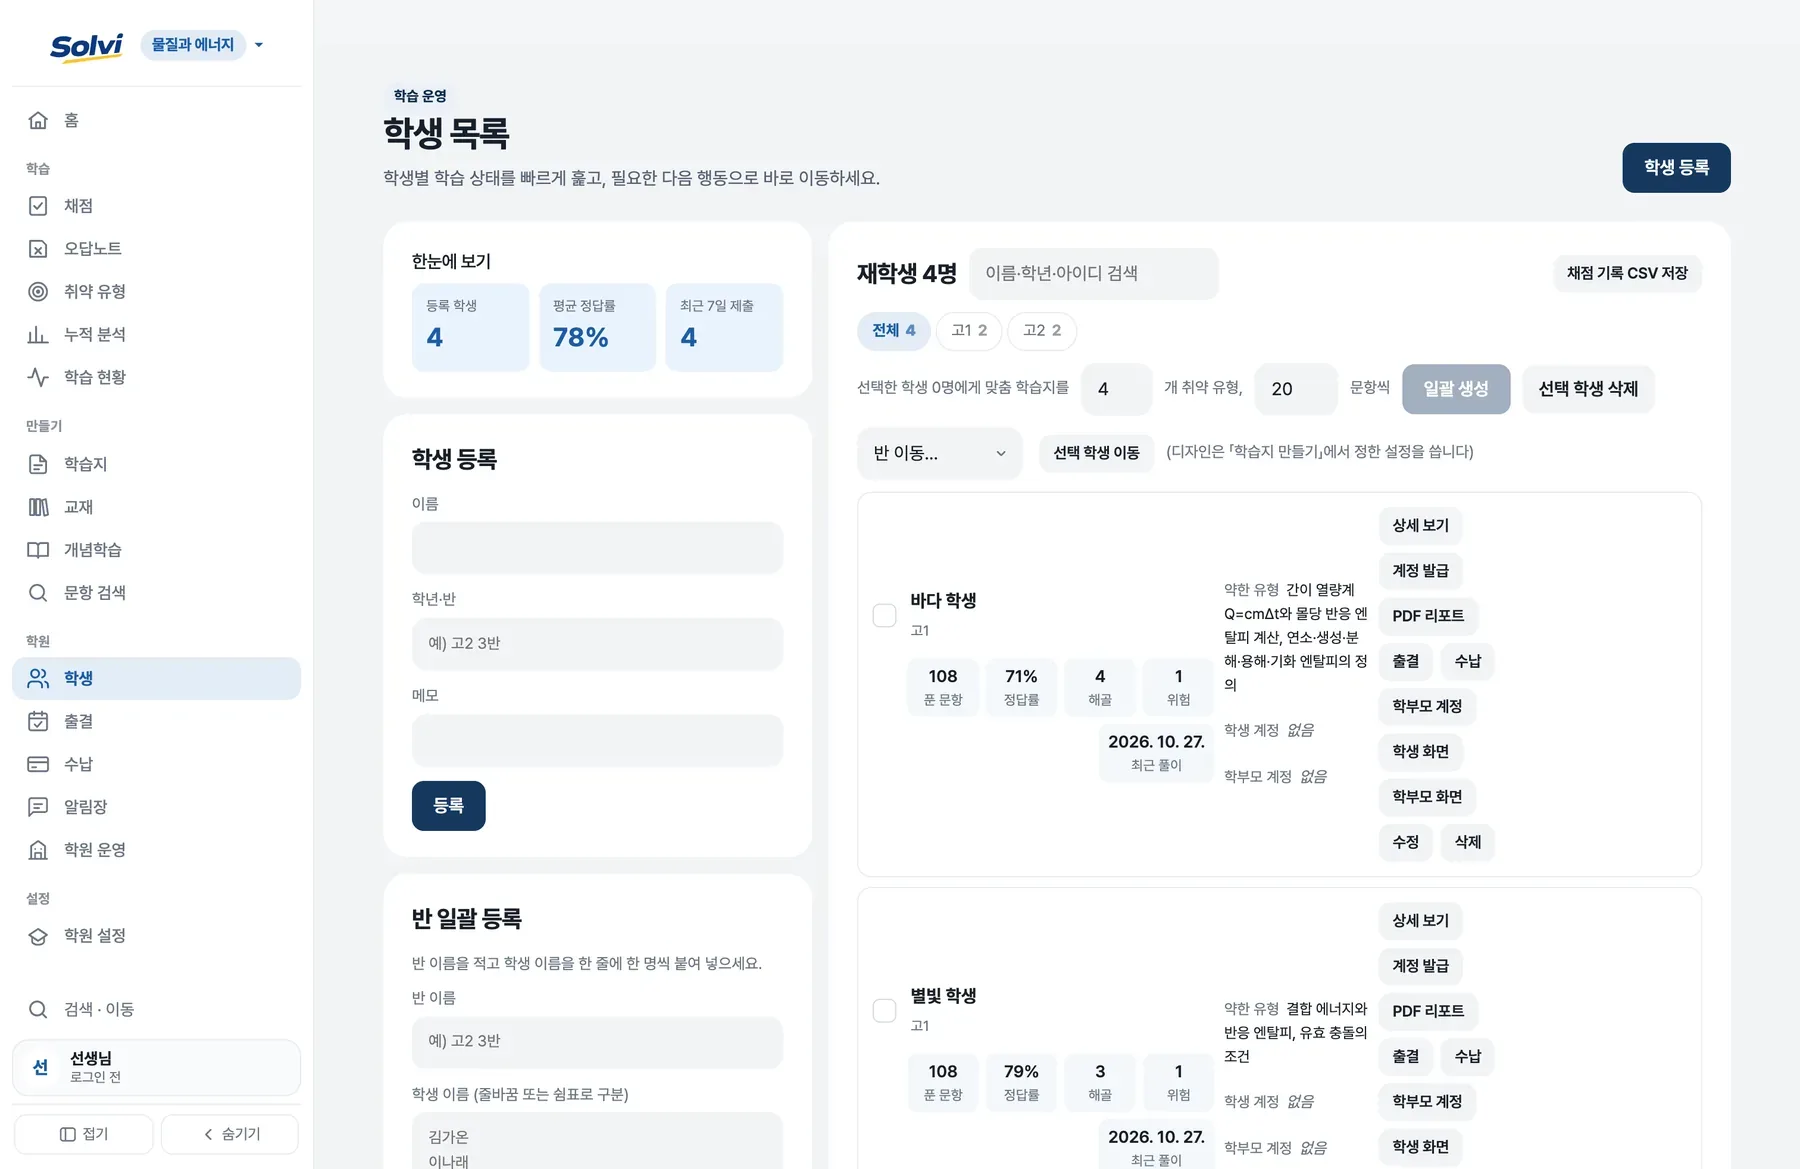 Solvi
물질과 에너지
홈
학습
채점
오답노트
취약 유형
누적 분석
학습 현황
만들기
학습지
교재
개념학습
문항 검색
학원
학생
출결
수납
알림장
학원 운영
설정
학원 설정
검색 · 이동
선
선생님
로그인 전
접기
숨기기
학습 운영
학생 목록
학생별 학습 상태를 빠르게 훑고, 필요한 다음 행동으로 바로 이동하세요.
학생 등록
한눈에 보기
등록 학생
4
평균 정답률
78%
최근 7일 제출
4
학생 등록
이름
학년·반
예) 고2 3반
메모
등록
반 일괄 등록
반 이름을 적고 학생 이름을 한 줄에 한 명씩 붙여 넣으세요.
반 이름
예) 고2 3반
학생 이름 (줄바꿈 또는 쉼표로 구분)
김가온
이나래
재학생 4명
이름·학년·아이디 검색
채점 기록 CSV 저장
전체 4
고1 2
고2 2
선택한 학생 0명에게 맞춤 학습지를 4 개 취약 유형, 20 문항씩
일괄 생성
선택 학생 삭제
반 이동...
선택 학생 이동
(디자인은 「학습지 만들기」에서 정한 설정을 씁니다)
바다 학생
고1
108
푼 문항
71%
정답률
4
해골
1
위험
2026. 10. 27.
최근 풀이
약한 유형 간이 열량계
Q=cmΔt와 몰당 반응 엔
탈피 계산, 연소·생성·분
해·용해·기화 엔탈피의 정
의
학생 계정 없음
학부모 계정 없음
상세 보기
계정 발급
PDF 리포트
출결
수납
학부모 계정
학생 화면
학부모 화면
수정
삭제
별빛 학생
고1
108
푼 문항
79%
정답률
3
해골
1
위험
2026. 10. 27.
최근 풀이
약한 유형 결합 에너지와
반응 엔탈피, 유효 충돌의
조건
학생 계정 없음
학부모 계정 없음
상세 보기
계정 발급
PDF 리포트
출결
수납
학부모 계정
학생 화면